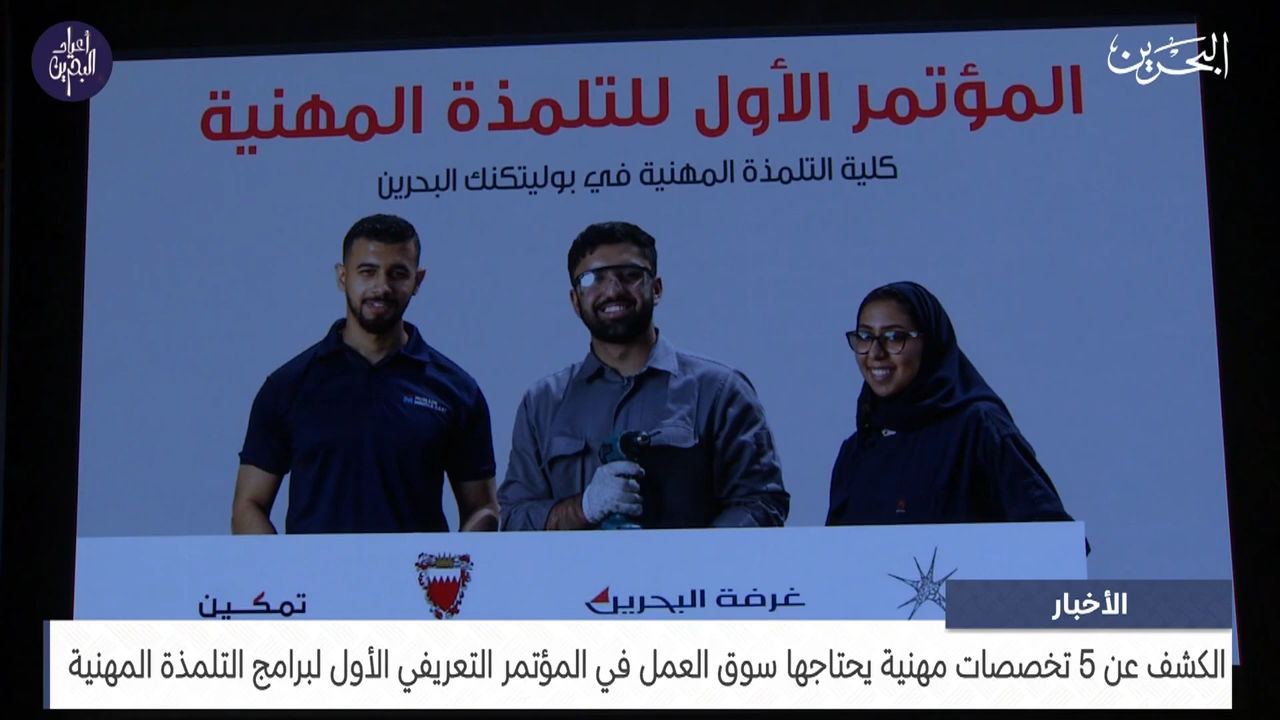 أعياد
البحرين
البحرين
المؤتمر الأول للتلمذة المهنية
كلية التلمذة المهنية في بوليتكنك البحرين
تمكين
غرفة البحرين
الأخبار
الكشف عن 5 تخصصات مهنية يحتاجها سوق العمل في المؤتمر التعريفي الأول لبرامج التلمذة المهنية